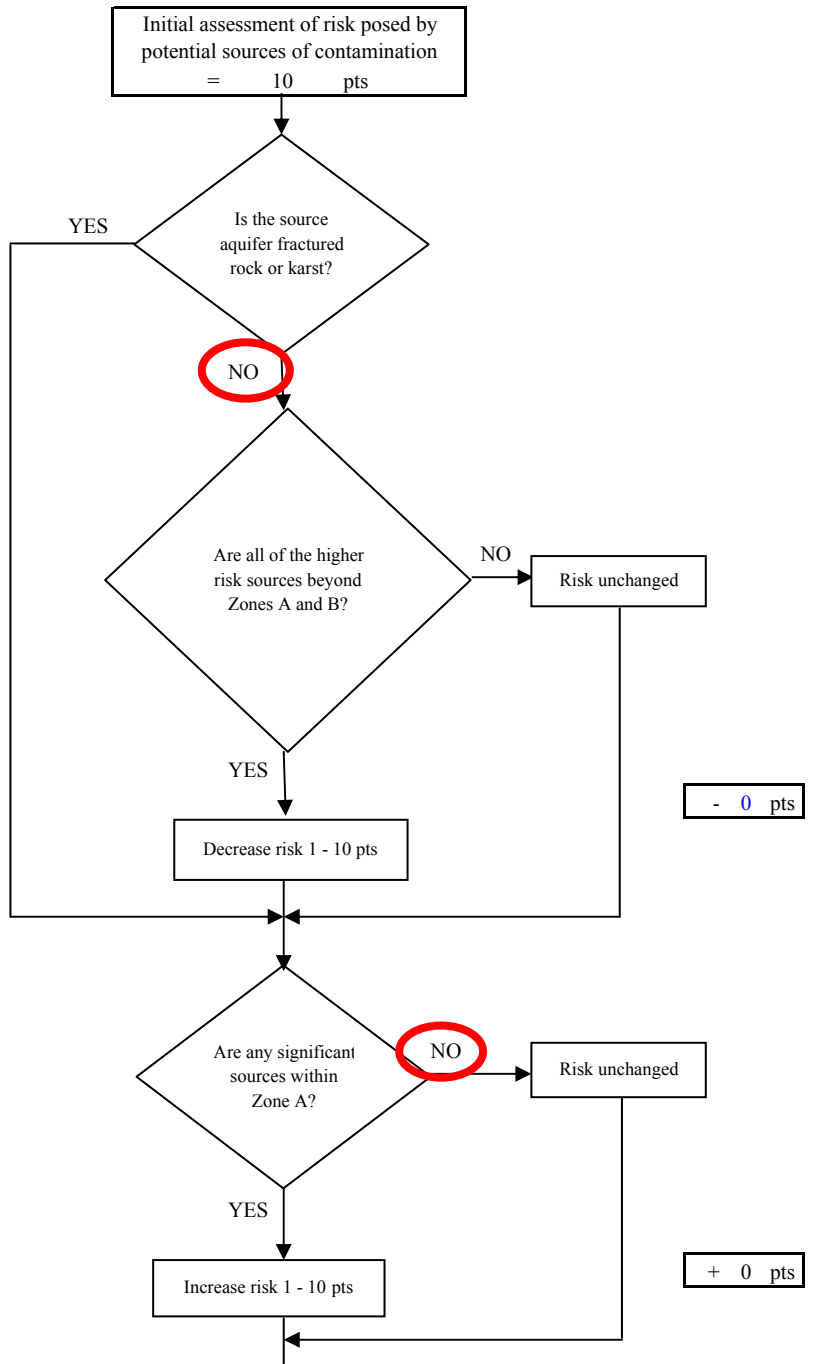 Initial assessment of risk posed by
potential sources of contamination
= 10 pts
YES
Is the source
aquifer fractured
rock or karst?
NO
Are all of the higher
risk sources beyond
Zones A and B?
NO
Risk unchanged
YES
- 0 pts
Decrease risk 1 - 10 pts
Are any significant
sources within
Zone A?
NO
Risk unchanged
YES
+ 0 pts
Increase risk 1 - 10 pts